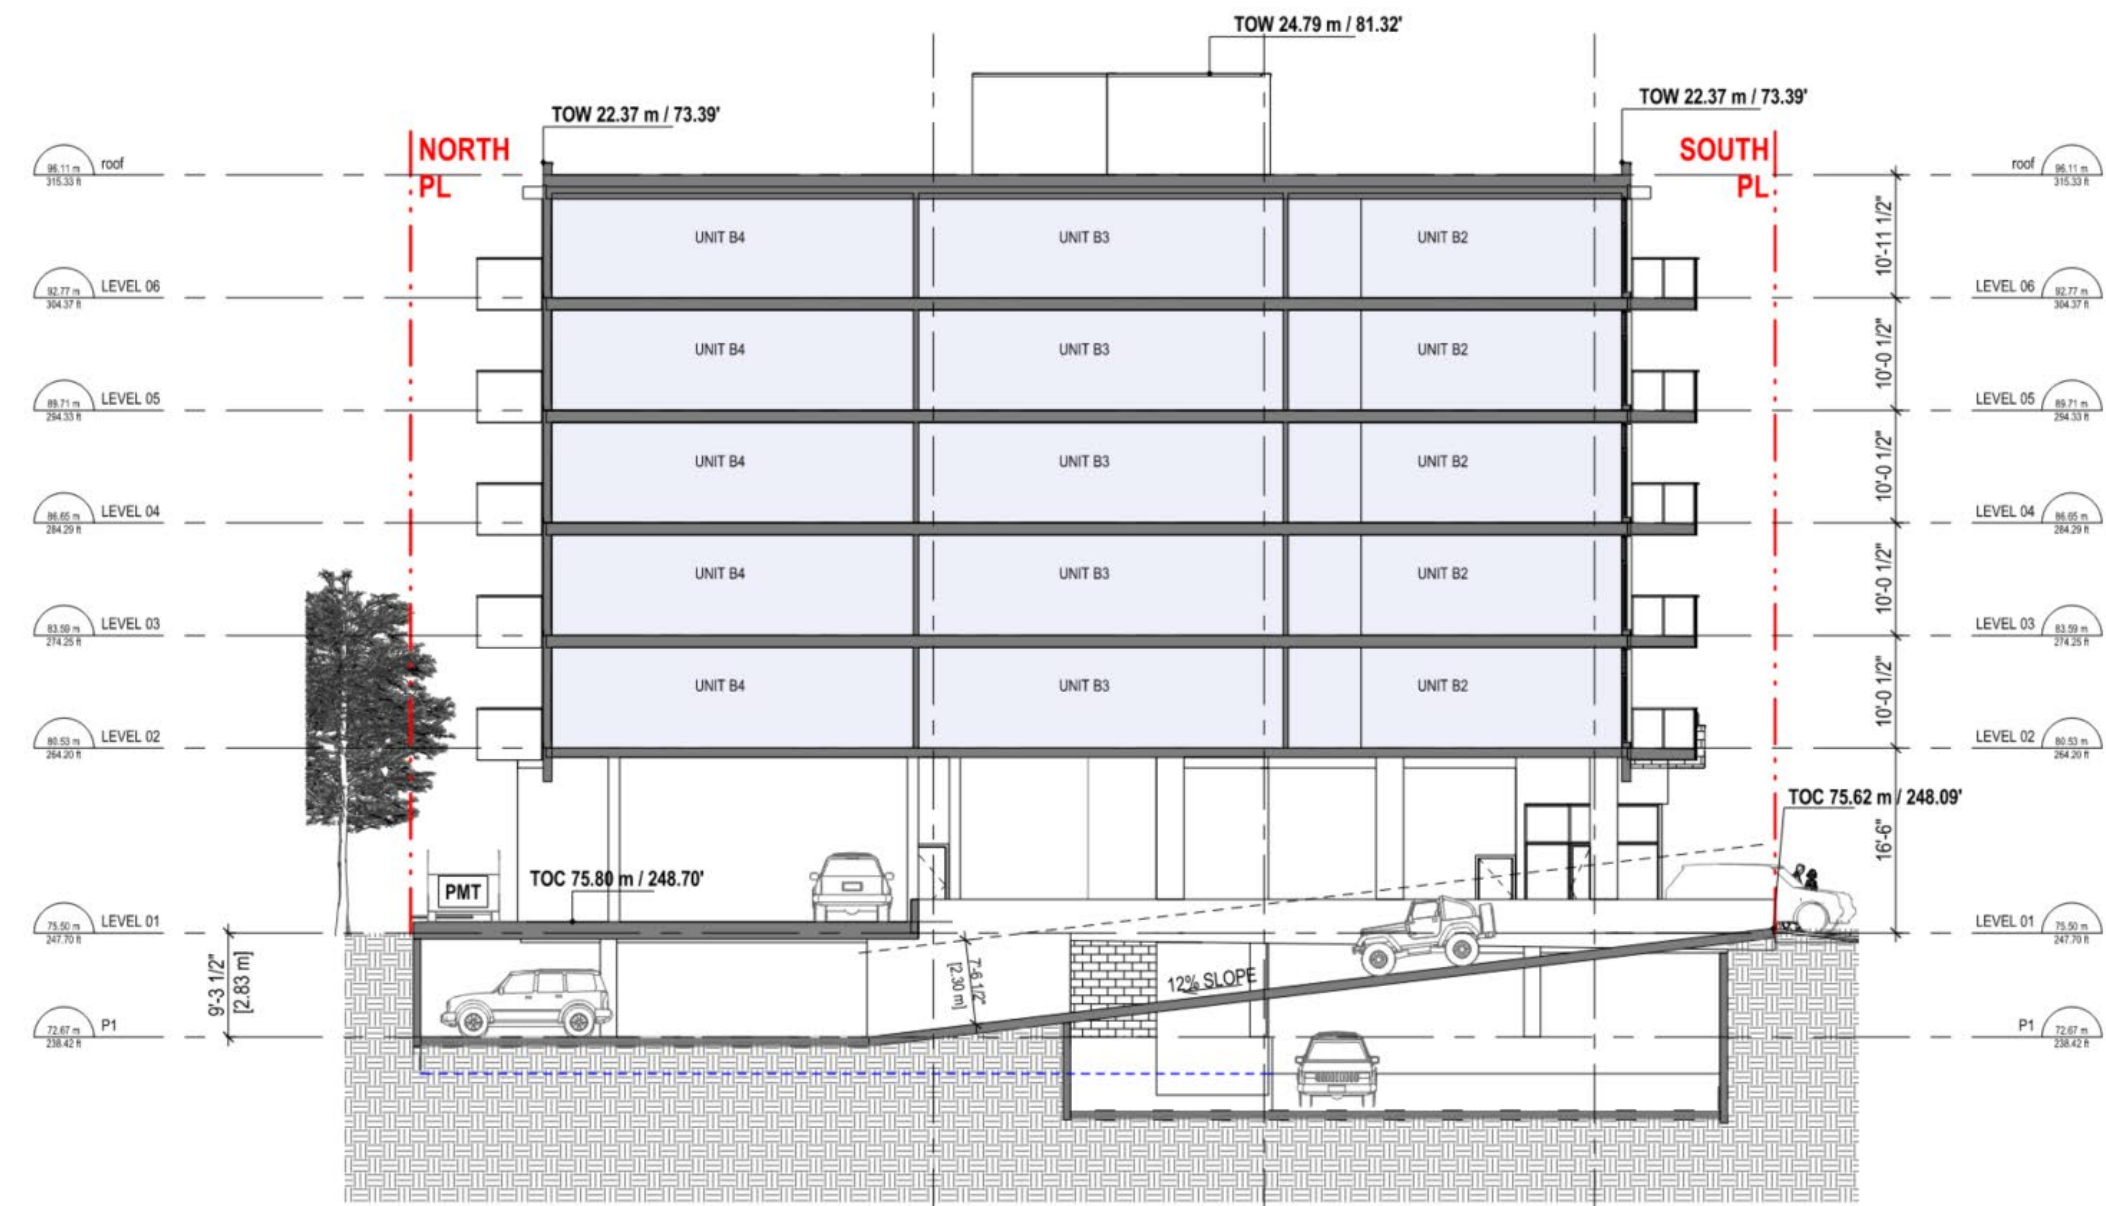 TOW 24.79 m / 81.32'
TOW 22.37 m / 73.39'
TOW 22.37 m / 73.39'
NORTH
PL
SOUTH
PL
96.11 m
315.33 ft
roof
roof
96.11 m
315.33 ft
10'-11 1/2"
UNIT B4
UNIT B3
UNIT B2
92.77 m
304.37 ft
LEVEL 06
LEVEL 06
92.77 m
304.37 ft
10'-0 1/2"
UNIT B4
UNIT B3
UNIT B2
89.71 m
294.33 ft
LEVEL 05
LEVEL 05
89.71 m
294.33 ft
10'-0 1/2"
UNIT B4
UNIT B3
UNIT B2
86.65 m
284.29 ft
LEVEL 04
LEVEL 04
86.65 m
284.29 ft
10'-0 1/2"
UNIT B4
UNIT B3
UNIT B2
83.59 m
274.25 ft
LEVEL 03
LEVEL 03
83.59 m
274.25 ft
10'-0 1/2"
UNIT B4
UNIT B3
UNIT B2
80.53 m
264.20 ft
LEVEL 02
LEVEL 02
80.53 m
264.20 ft
TOC 75.62 m / 248.09'
16'-6"
PMT
TOC 75.80 m / 248.70'
75.50 m
247.70 ft
LEVEL 01
LEVEL 01
75.50 m
247.70 ft
9'-3 1/2"
[2.83 m]
7'-6 1/2"
[2.30 m]
12% SLOPE
72.67 m
238.42 ft
P1
P1
72.67 m
238.42 ft